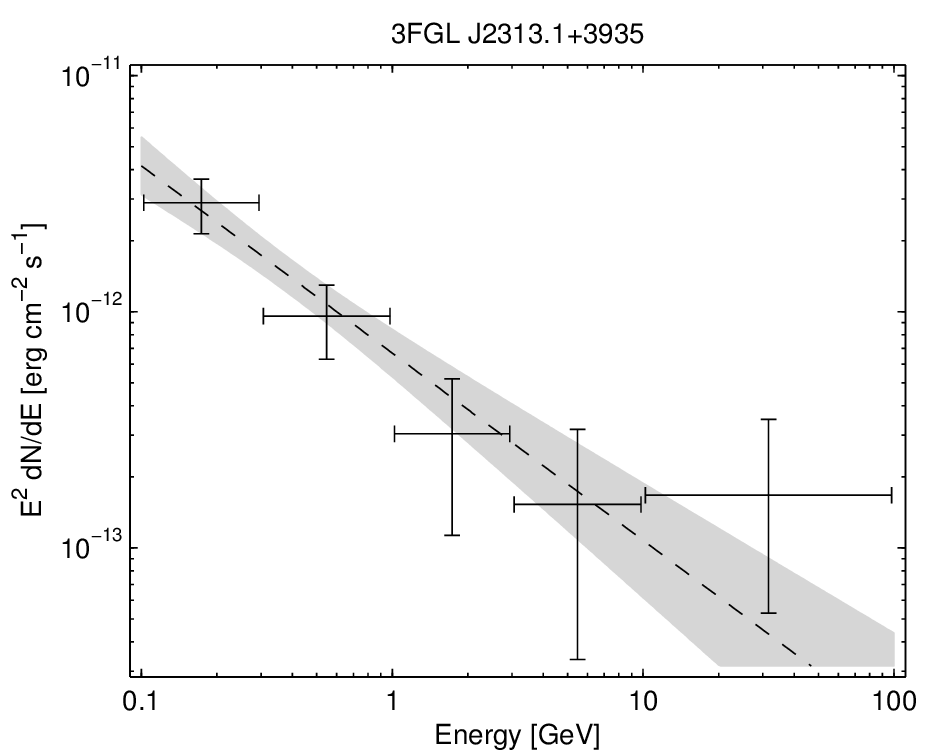 3FGL J2313.1+3935
10⁻¹¹
10⁻¹²
10⁻¹³
E² dN/dE [erg cm⁻² s⁻¹]
0.1 1 10 100
Energy [GeV]